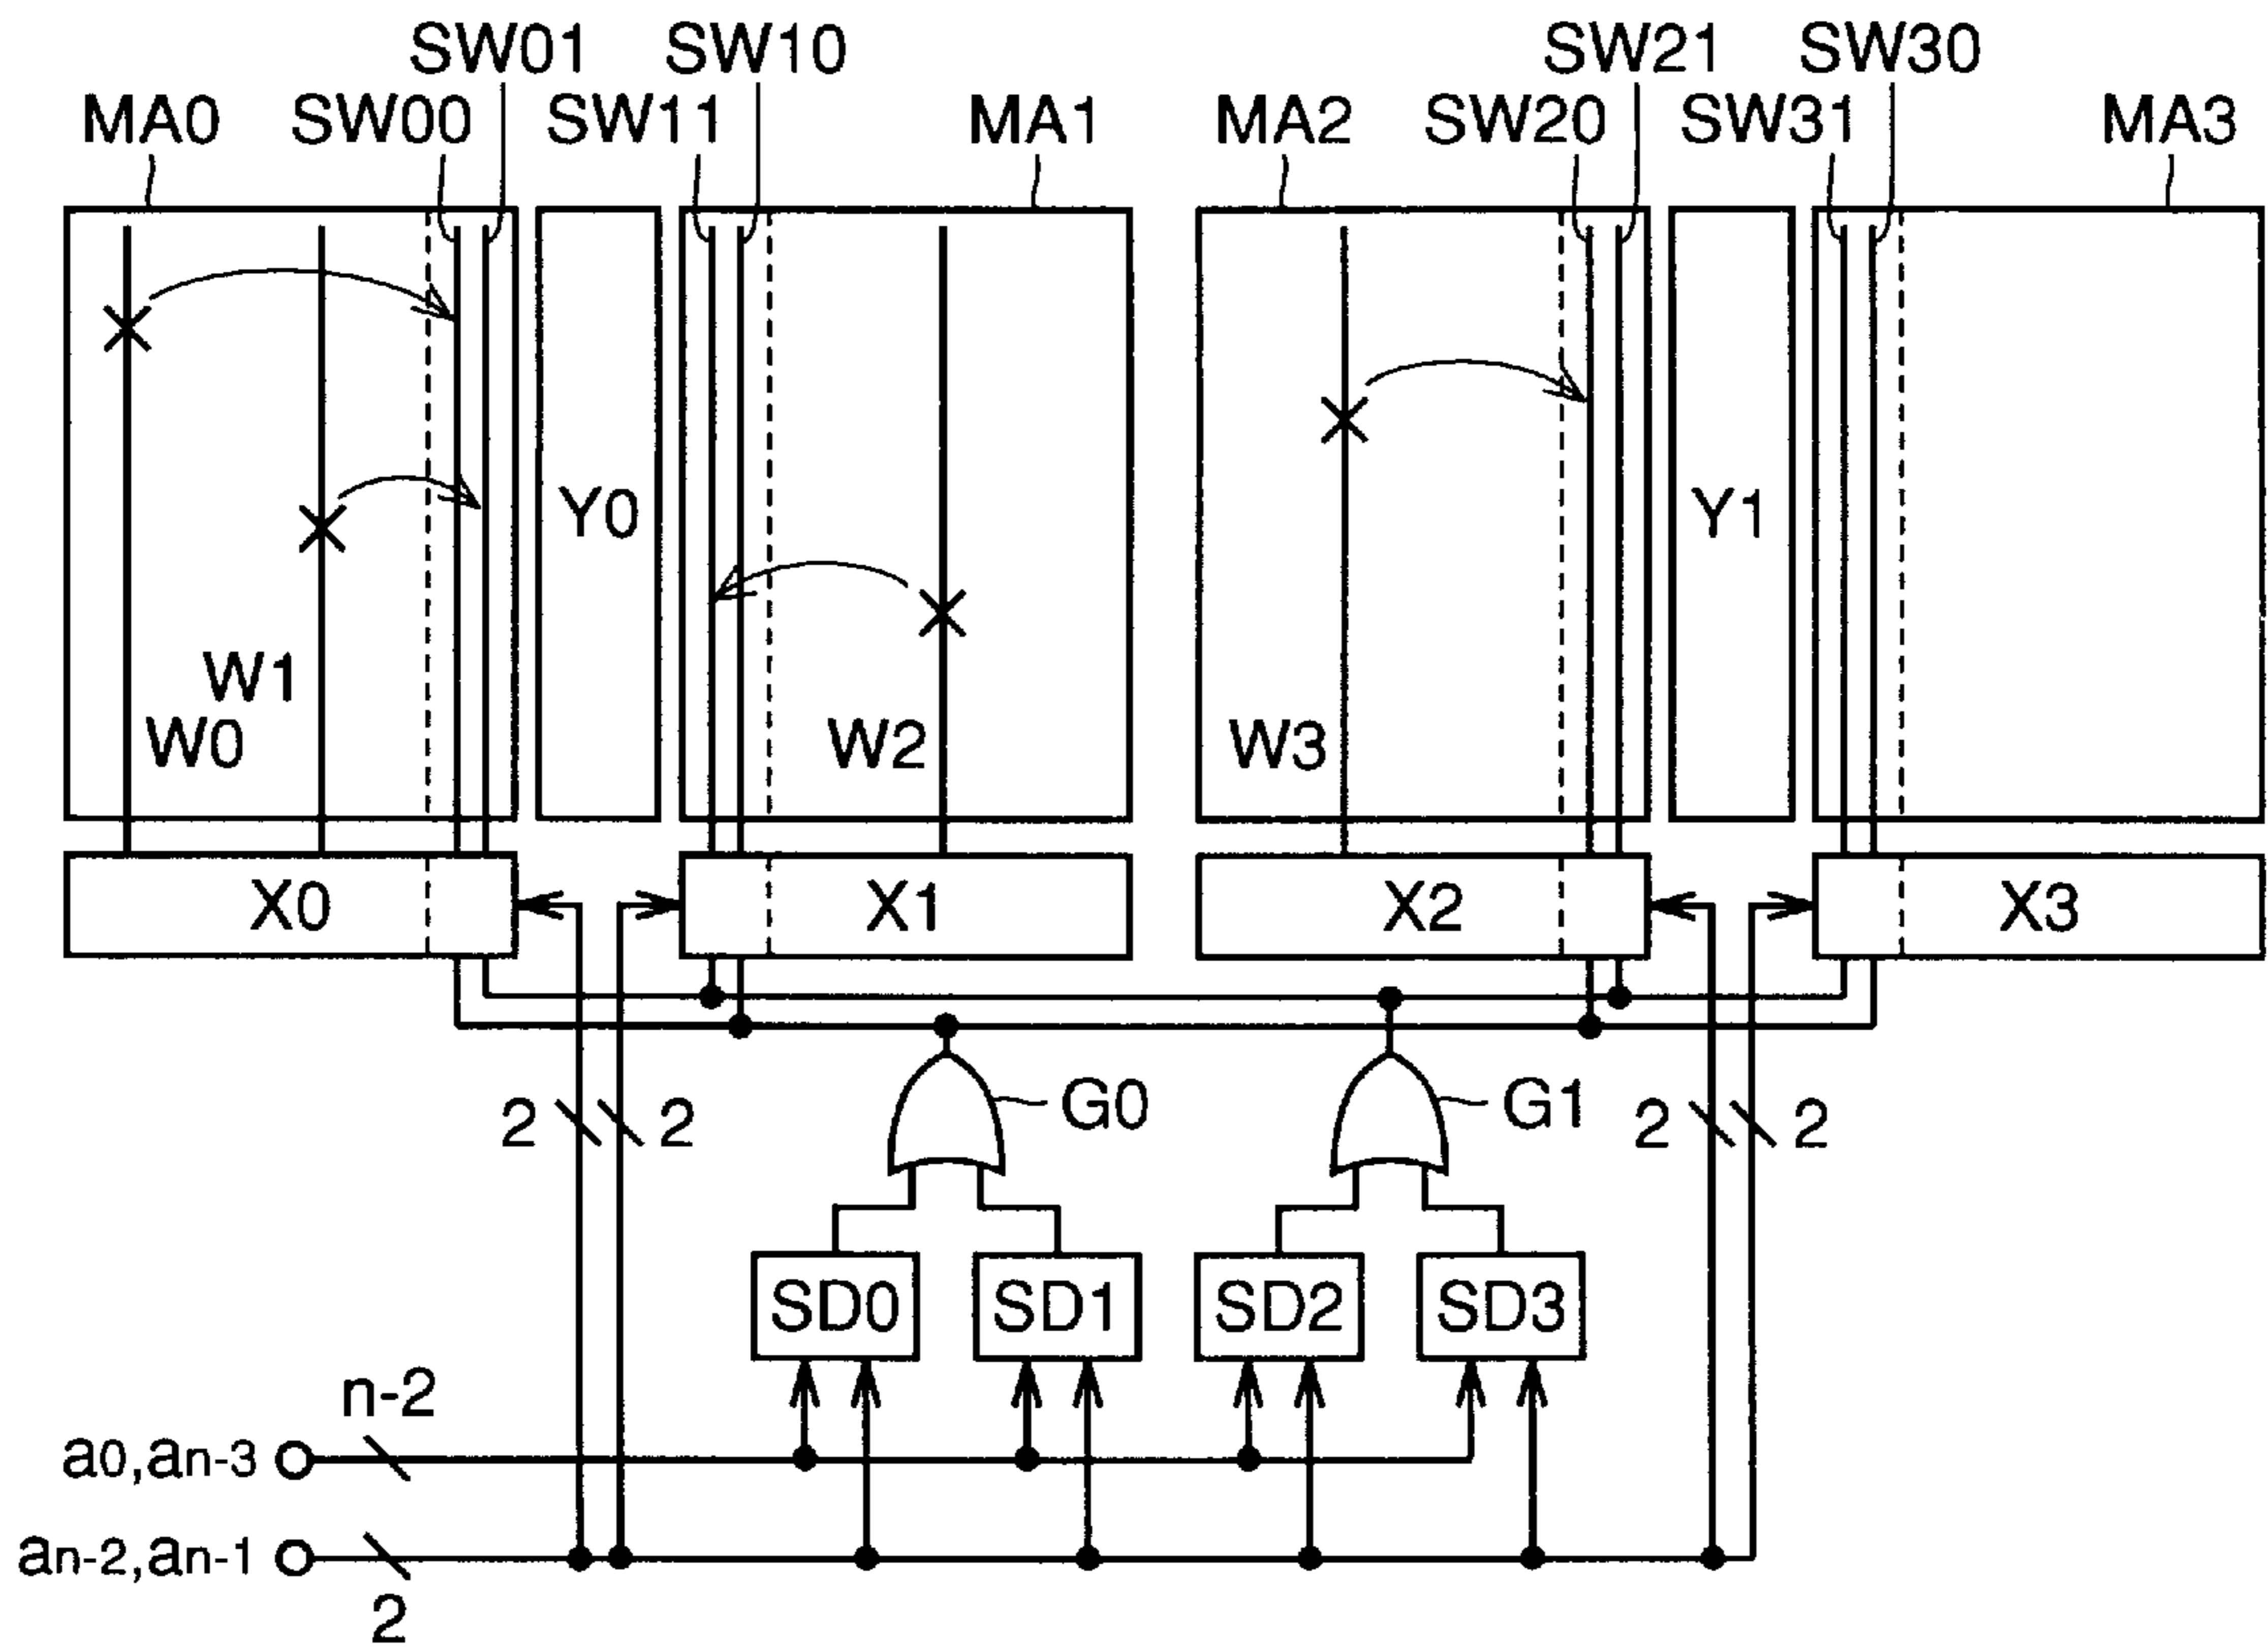 SW01 SW10 SW21 SW30
MA0 SW00 SW11 MA1 MA2 SW20 SW31 MA3
Y0 Y1
W1
W0 W2 W3
X0 X1 X2 X3
2 2 G0 G1 2 2
SD0 SD1 SD2 SD3
n-2
a0,an-3
an-2,an-1
2